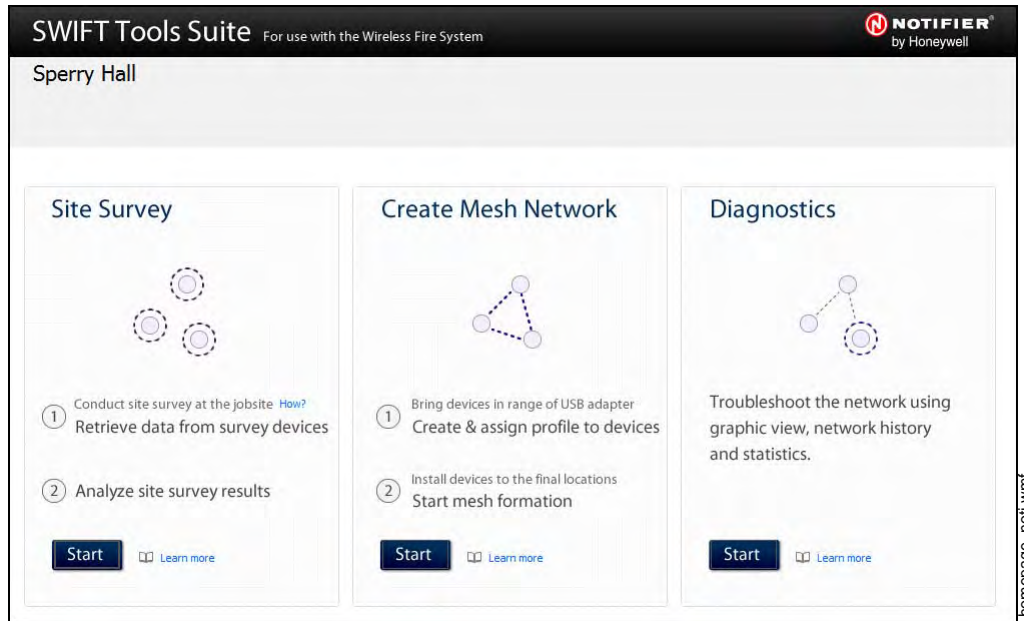 SWIFT Tools Suite For use with the Wireless Fire System
N NOTIFIER®
by Honeywell
Sperry Hall
Site Survey
1 Conduct site survey at the jobsite How?
Retrieve data from survey devices
2 Analyze site survey results
Start Learn more
Create Mesh Network
1 Bring devices in range of USB adapter
Create & assign profile to devices
2 Install devices to the final locations
Start mesh formation
Start Learn more
Diagnostics
Troubleshoot the network using
graphic view, network history
and statistics.
Start Learn more
homepage_noti.wmf